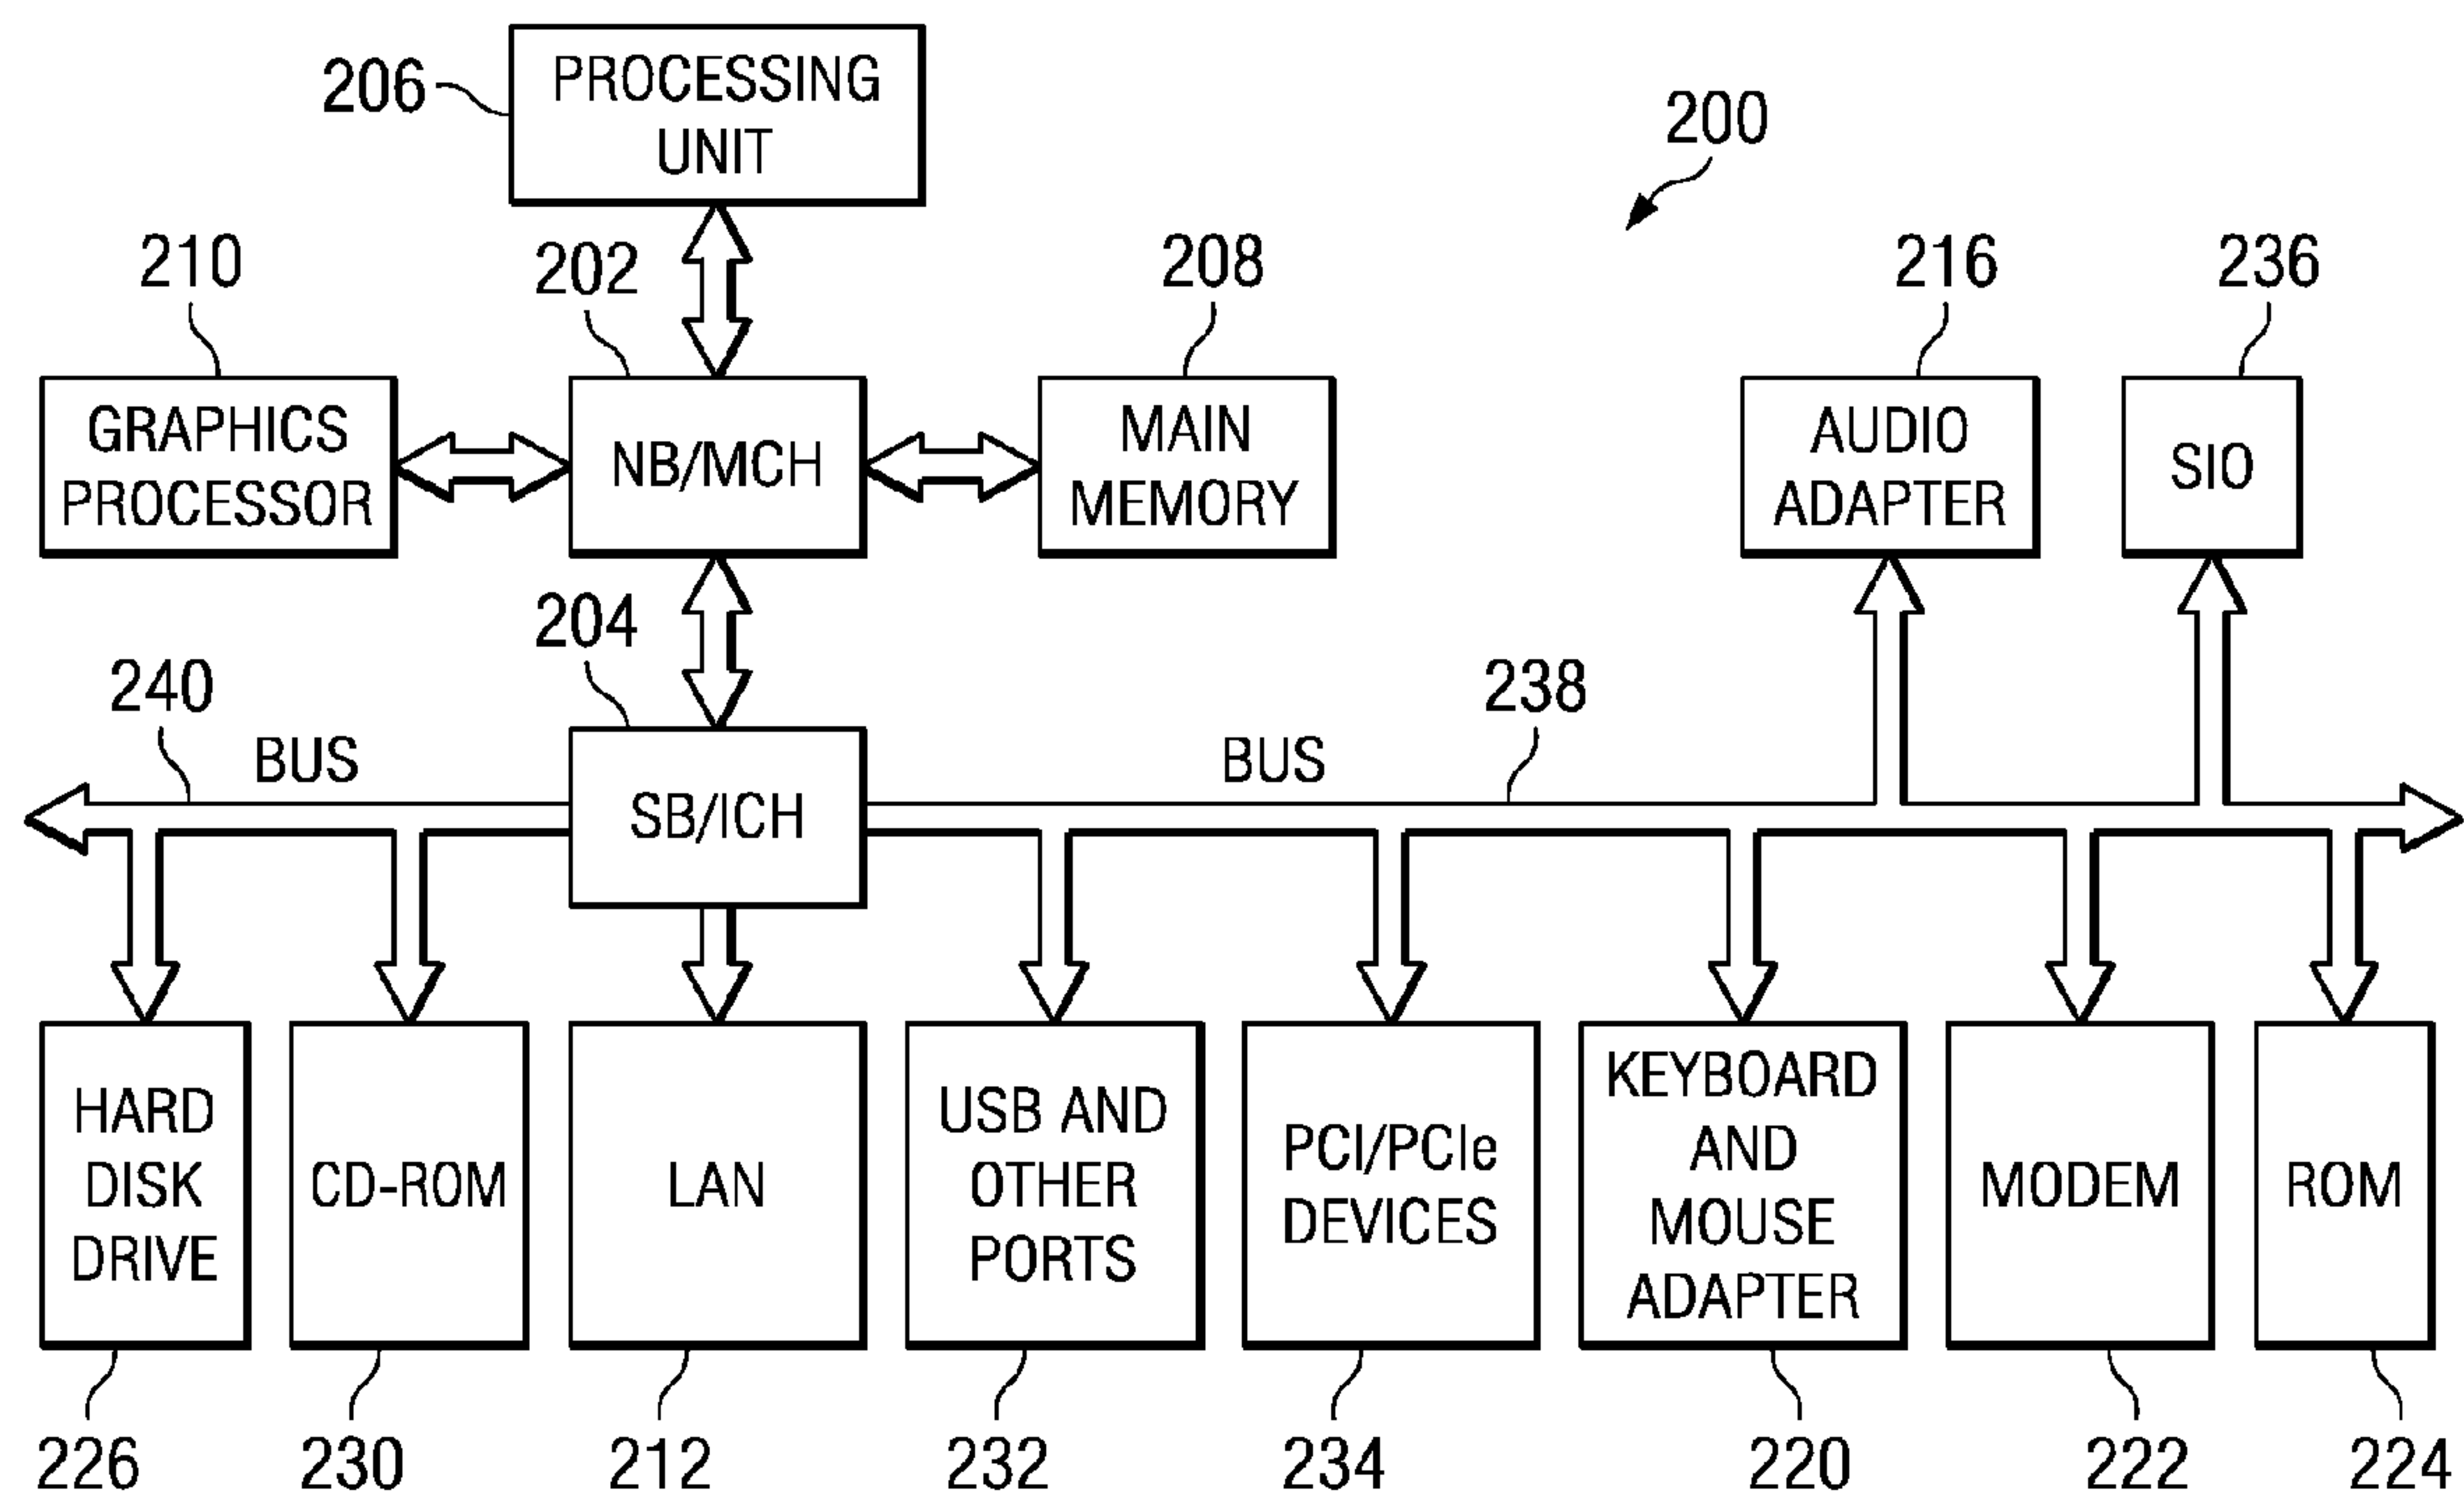 PROCESSING
UNIT
206
200
210
202
208
216
236
GRAPHICS
PROCESSOR
NB/MCH
MAIN
MEMORY
AUDIO
ADAPTER
SIO
204
240
238
BUS
BUS
SB/ICH
HARD
DISK
DRIVE
CD-ROM
LAN
USB AND
OTHER
PORTS
PCI/PCIe
DEVICES
KEYBOARD
AND
MOUSE
ADAPTER
MODEM
ROM
226
230
212
232
234
220
222
224